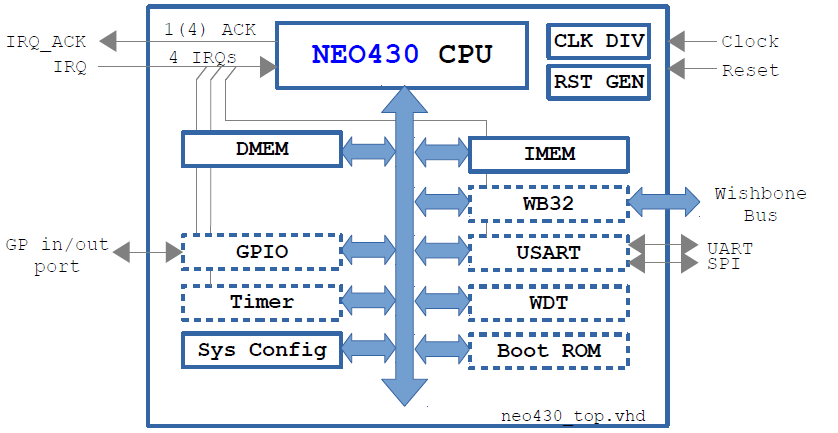 1(4) ACK
IRQ_ACK
IRQ
4 IRQs
NEO430 CPU
CLK DIV
Clock
RST GEN
Reset
DMEM
IMEM
WB32
Wishbone
Bus
GP in/out
port
GPIO
USART
UART
SPI
Timer
WDT
Sys Config
Boot ROM
neo430_top.vhd